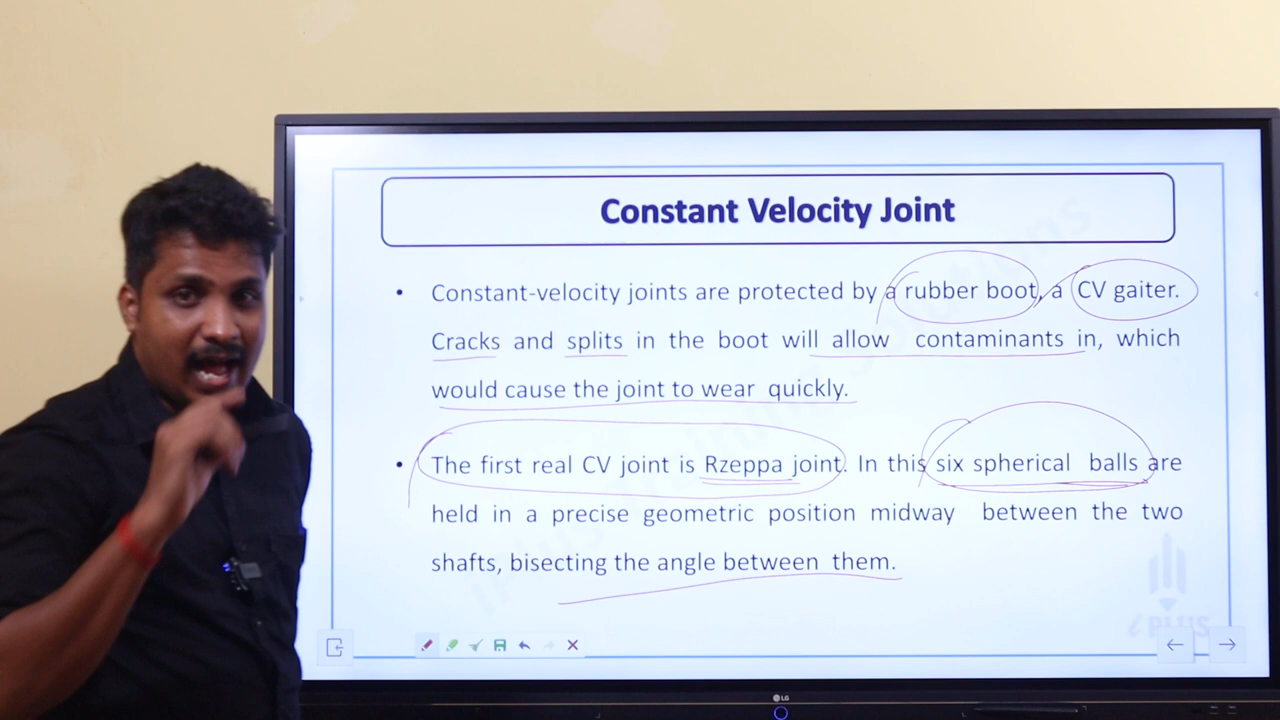 Constant Velocity Joint
• Constant-velocity joints are protected by a rubber boot, a CV gaiter.
Cracks and splits in the boot will allow contaminants in, which
would cause the joint to wear quickly.
• The first real CV joint is Rzeppa joint. In this six spherical balls are
held in a precise geometric position midway between the two
shafts, bisecting the angle between them.
PLUS
LG